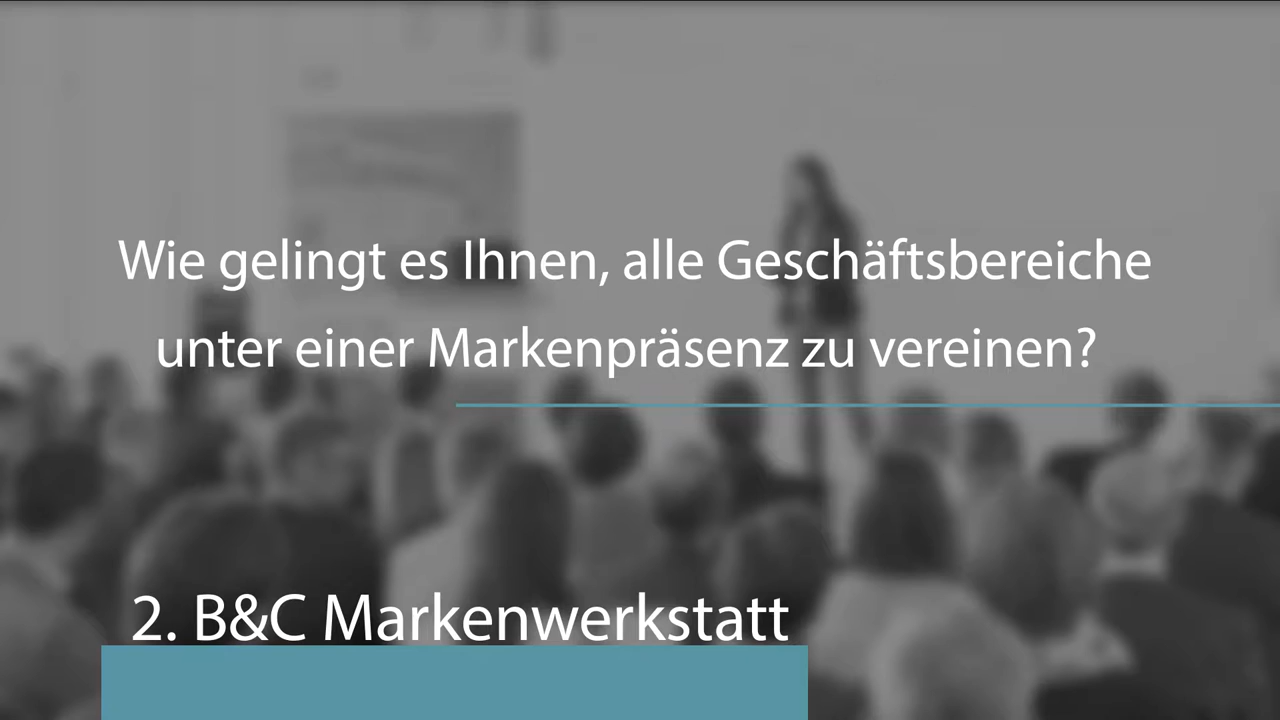 Wie gelingt es Ihnen, alle Geschäftsbereiche
unter einer Markenpräsenz zu vereinen?
2. B&C Markenwerkstatt